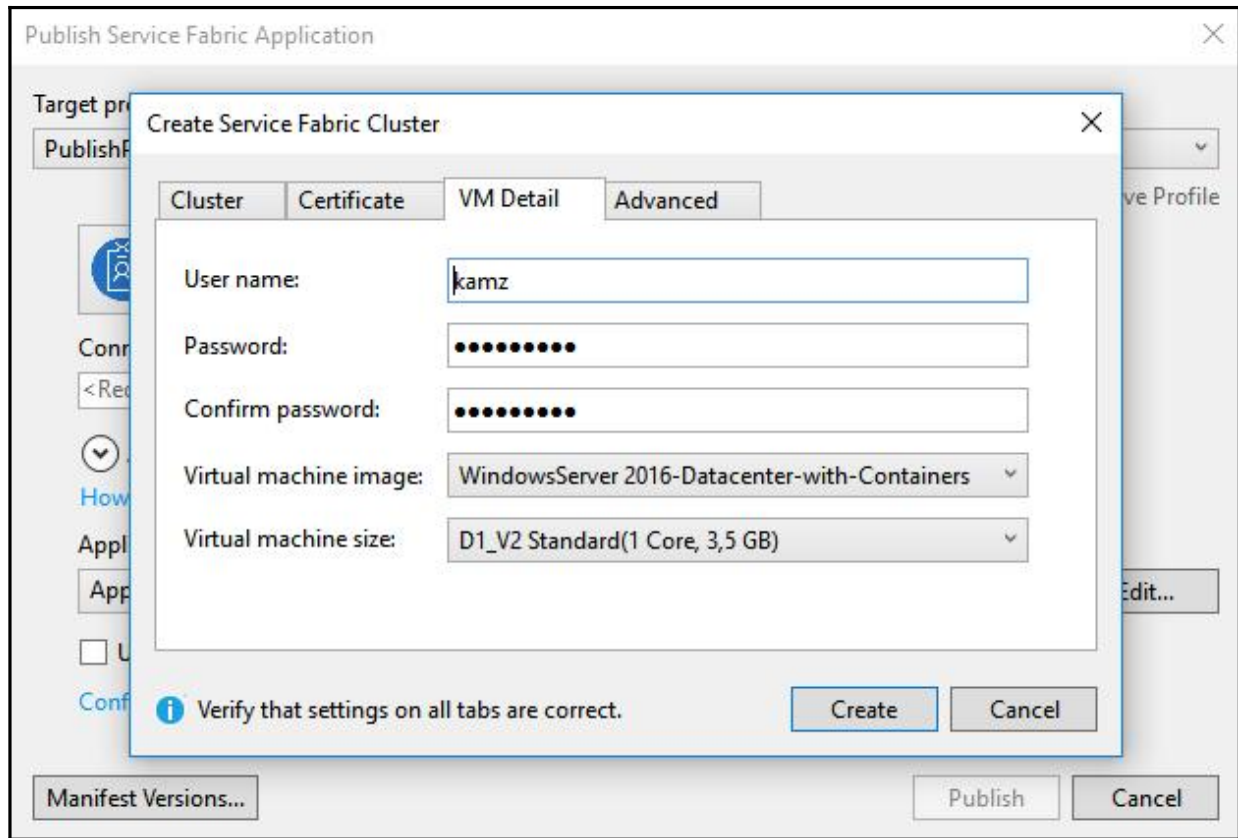 Publish Service Fabric Application
Target pr
PublishP
ve Profile
Create Service Fabric Cluster
Cluster
Certificate
VM Detail
Advanced
User name:
kamz
Password:
●●●●●●●●●
Confirm password:
●●●●●●●●●
Virtual machine image:
WindowsServer 2016-Datacenter-with-Containers
Virtual machine size:
D1_V2 Standard(1 Core, 3,5 GB)
Verify that settings on all tabs are correct.
Create
Cancel
Conn
<Req
How
Appl
App
Edit...
U
Conf
Manifest Versions...
Publish
Cancel